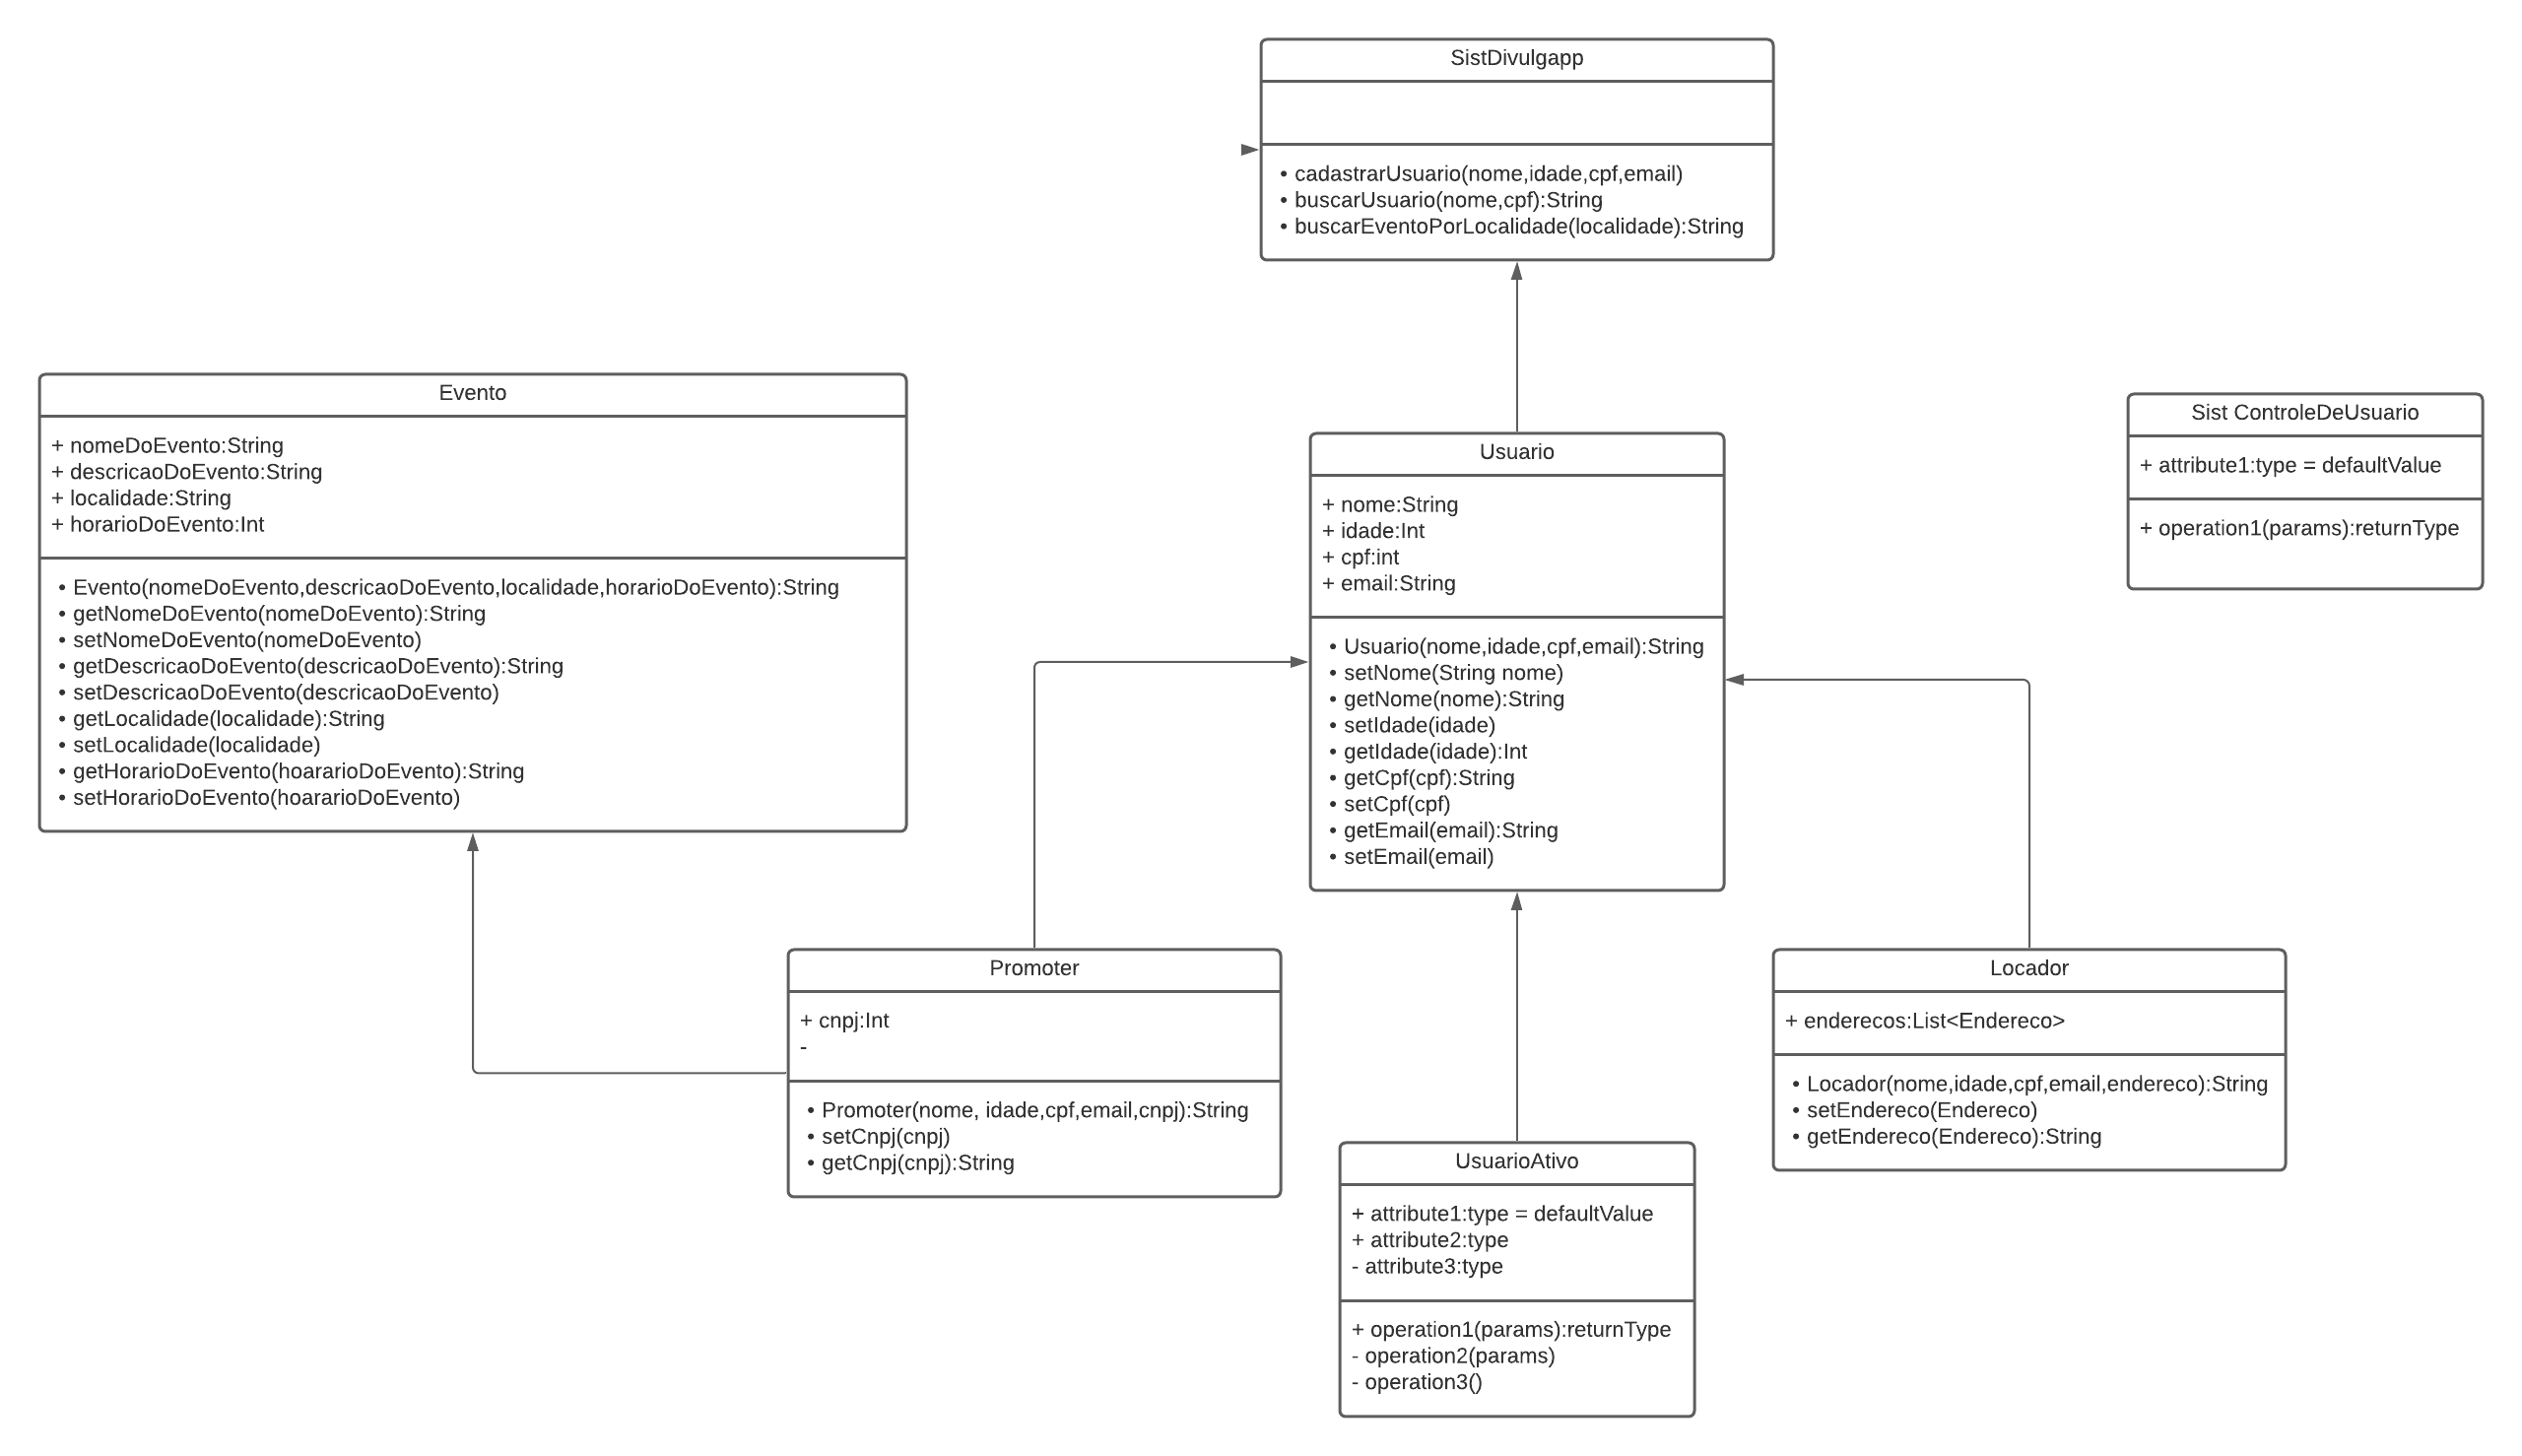 SistDivulgapp
• cadastrarUsuario(nome,idade,cpf,email)
• buscarUsuario(nome,cpf):String
• buscarEventoPorLocalidade(localidade):String
Evento
+ nomeDoEvento:String
+ descricaoDoEvento:String
+ localidade:String
+ horarioDoEvento:Int
• Evento(nomeDoEvento,descricaoDoEvento,localidade,horarioDoEvento):String
• getNomeDoEvento(nomeDoEvento):String
• setNomeDoEvento(nomeDoEvento)
• getDescricaoDoEvento(descricaoDoEvento):String
• setDescricaoDoEvento(descricaoDoEvento)
• getLocalidade(localidade):String
• setLocalidade(localidade)
• getHorarioDoEvento(hoararioDoEvento):String
• setHorarioDoEvento(hoararioDoEvento)
Usuario
+ nome:String
+ idade:Int
+ cpf:int
+ email:String
• Usuario(nome,idade,cpf,email):String
• setNome(String nome)
• getNome(nome):String
• setIdade(idade)
• getIdade(idade):Int
• getCpf(cpf):String
• setCpf(cpf)
• getEmail(email):String
• setEmail(email)
Sist ControleDeUsuario
+ attribute1:type = defaultValue
+ operation1(params):returnType
Promoter
+ cnpj:Int
-
• Promoter(nome, idade,cpf,email,cnpj):String
• setCnpj(cnpj)
• getCnpj(cnpj):String
UsuarioAtivo
+ attribute1:type = defaultValue
+ attribute2:type
- attribute3:type
+ operation1(params):returnType
- operation2(params)
- operation3()
Locador
+ enderecos:List<Endereco>
• Locador(nome,idade,cpf,email,endereco):String
• setEndereco(Endereco)
• getEndereco(Endereco):String